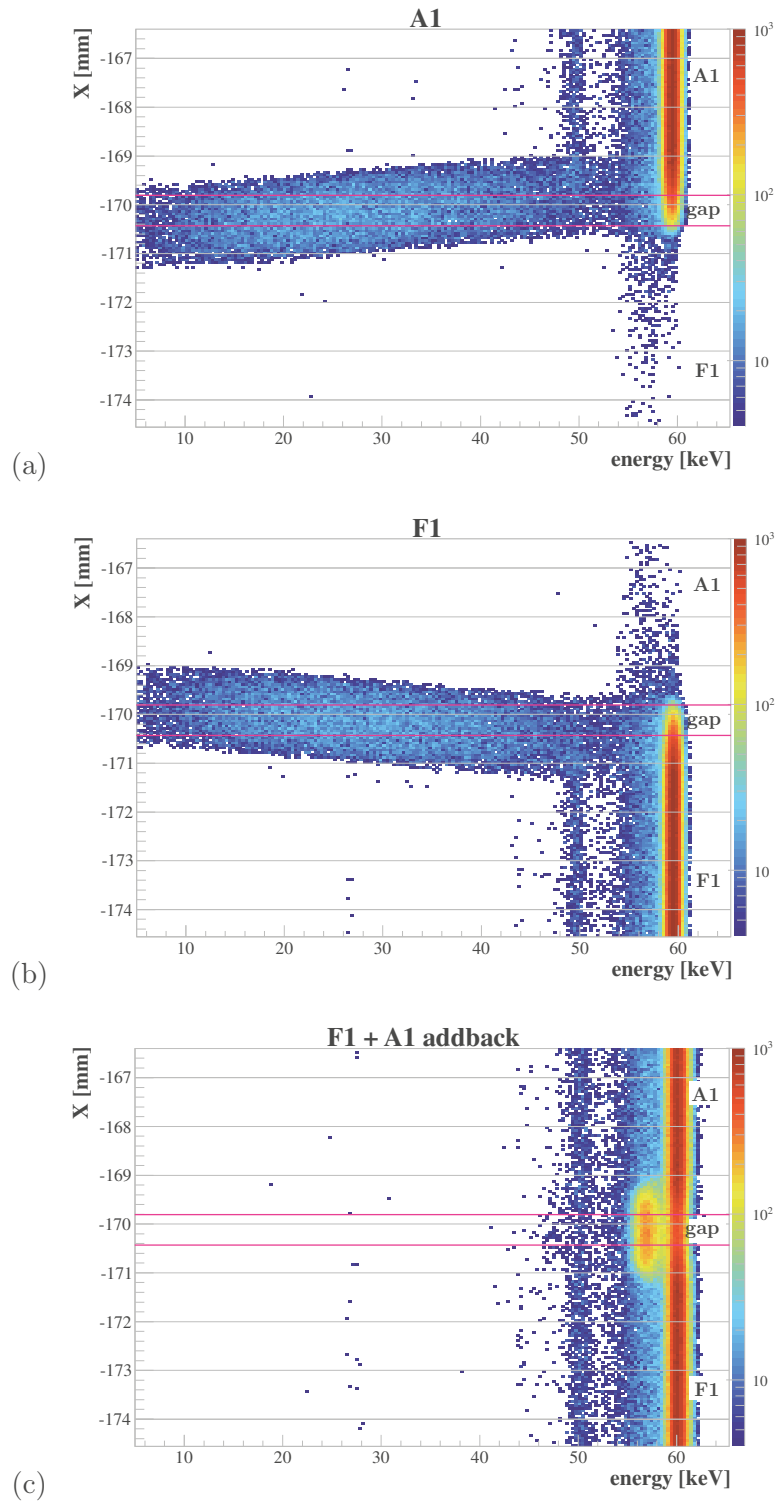 A1
X [mm]
-167
-168
-169
-170
-171
-172
-173
-174
A1
gap
F1
10³
10²
10
10 20 30 40 50 60
energy [keV]
(a)
F1
X [mm]
-167
-168
-169
-170
-171
-172
-173
-174
A1
gap
F1
10³
10²
10
10 20 30 40 50 60
energy [keV]
(b)
F1 + A1 addback
X [mm]
-167
-168
-169
-170
-171
-172
-173
-174
A1
gap
F1
10³
10²
10
10 20 30 40 50 60
energy [keV]
(c)